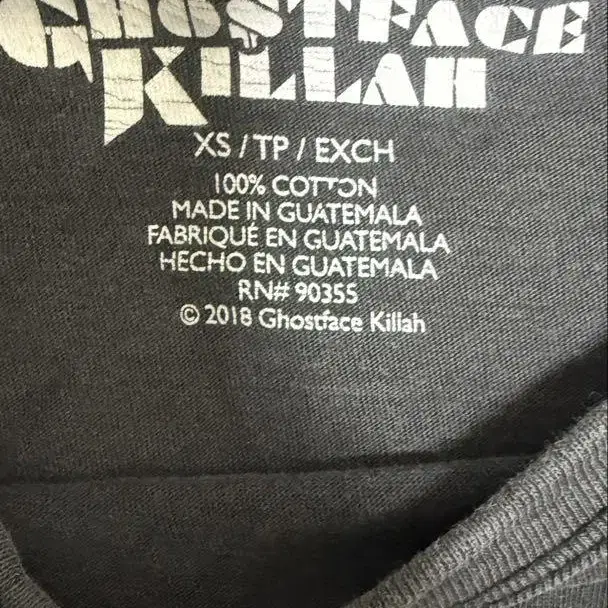 GHOSTFACE
KILLAH
XS / TP / EXCH
100% COTTON
MADE IN GUATEMALA
FABRIQUÉ EN GUATEMALA
HECHO EN GUATEMALA
RN# 90355
© 2018 Ghostface Killah